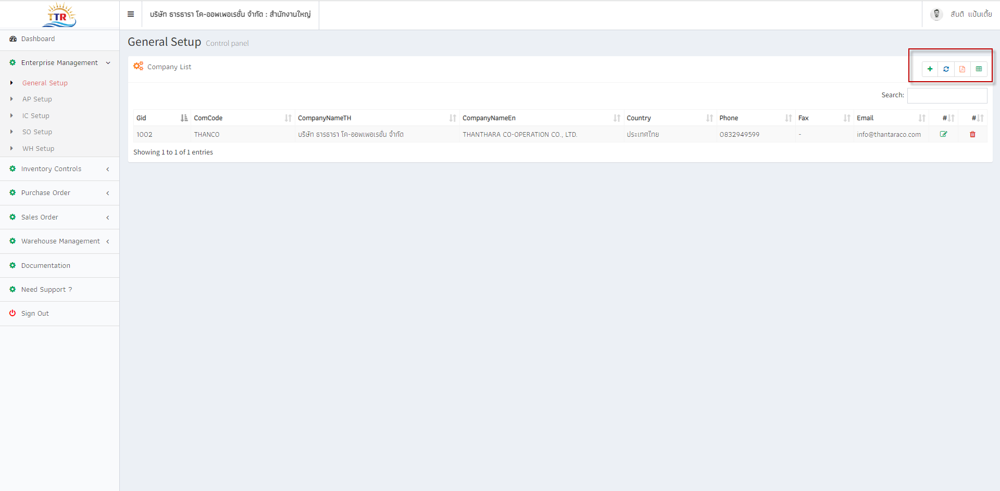 TTR
บริษัท ธารธารา โค-ออพเพอเรชั่น จำกัด : สำนักงานใหญ่
สันติ แป้นเตี้ย
Dashboard
Enterprise Management
General Setup
AP Setup
IC Setup
SO Setup
WH Setup
Inventory Controls
Purchase Order
Sales Order
Warehouse Management
Documentation
Need Support ?
Sign Out
General Setup Control panel
Company List
Search:
Gid ComCode CompanyNameTH CompanyNameEn Country Phone Fax Email # #
1002 THANCO บริษัท ธารธารา โค-ออพเพอเรชั่น จำกัด THANTHARA CO-OPERATION CO., LTD. ประเทศไทย 0832949599 - info@thantaraco.com
Showing 1 to 1 of 1 entries